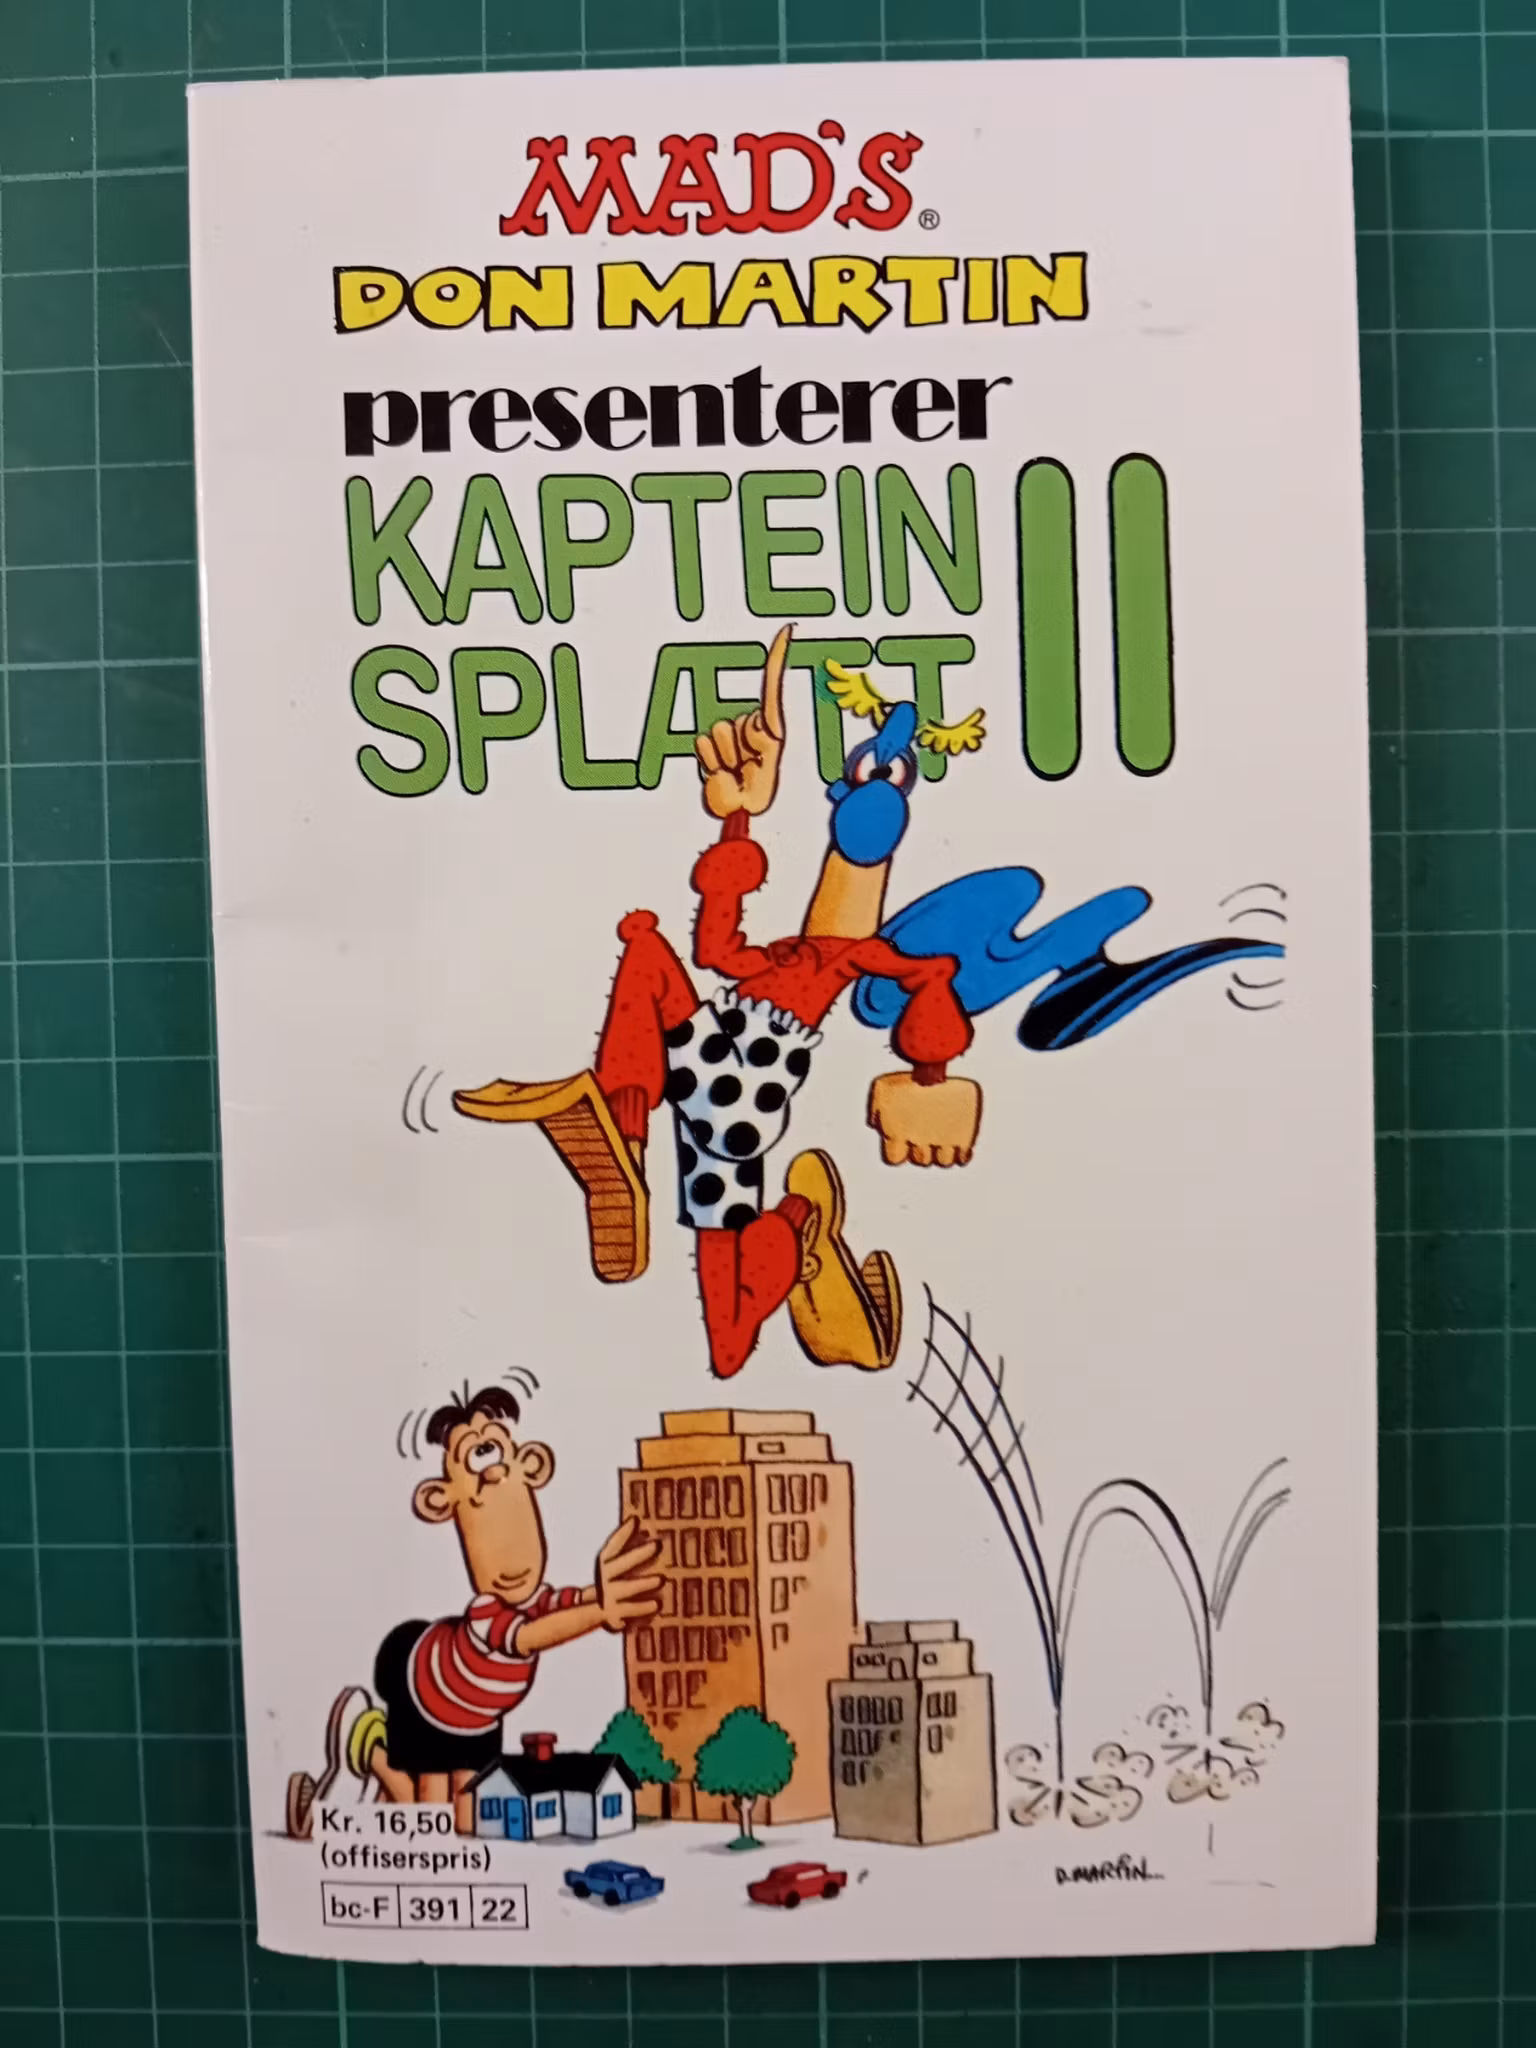 MAD'S®
DON MARTIN
presenterer
KAPTEIN II
SPLÆTT
Kr. 16,50
(offiserspris)
bc-F 391 22
D. MARTIN...